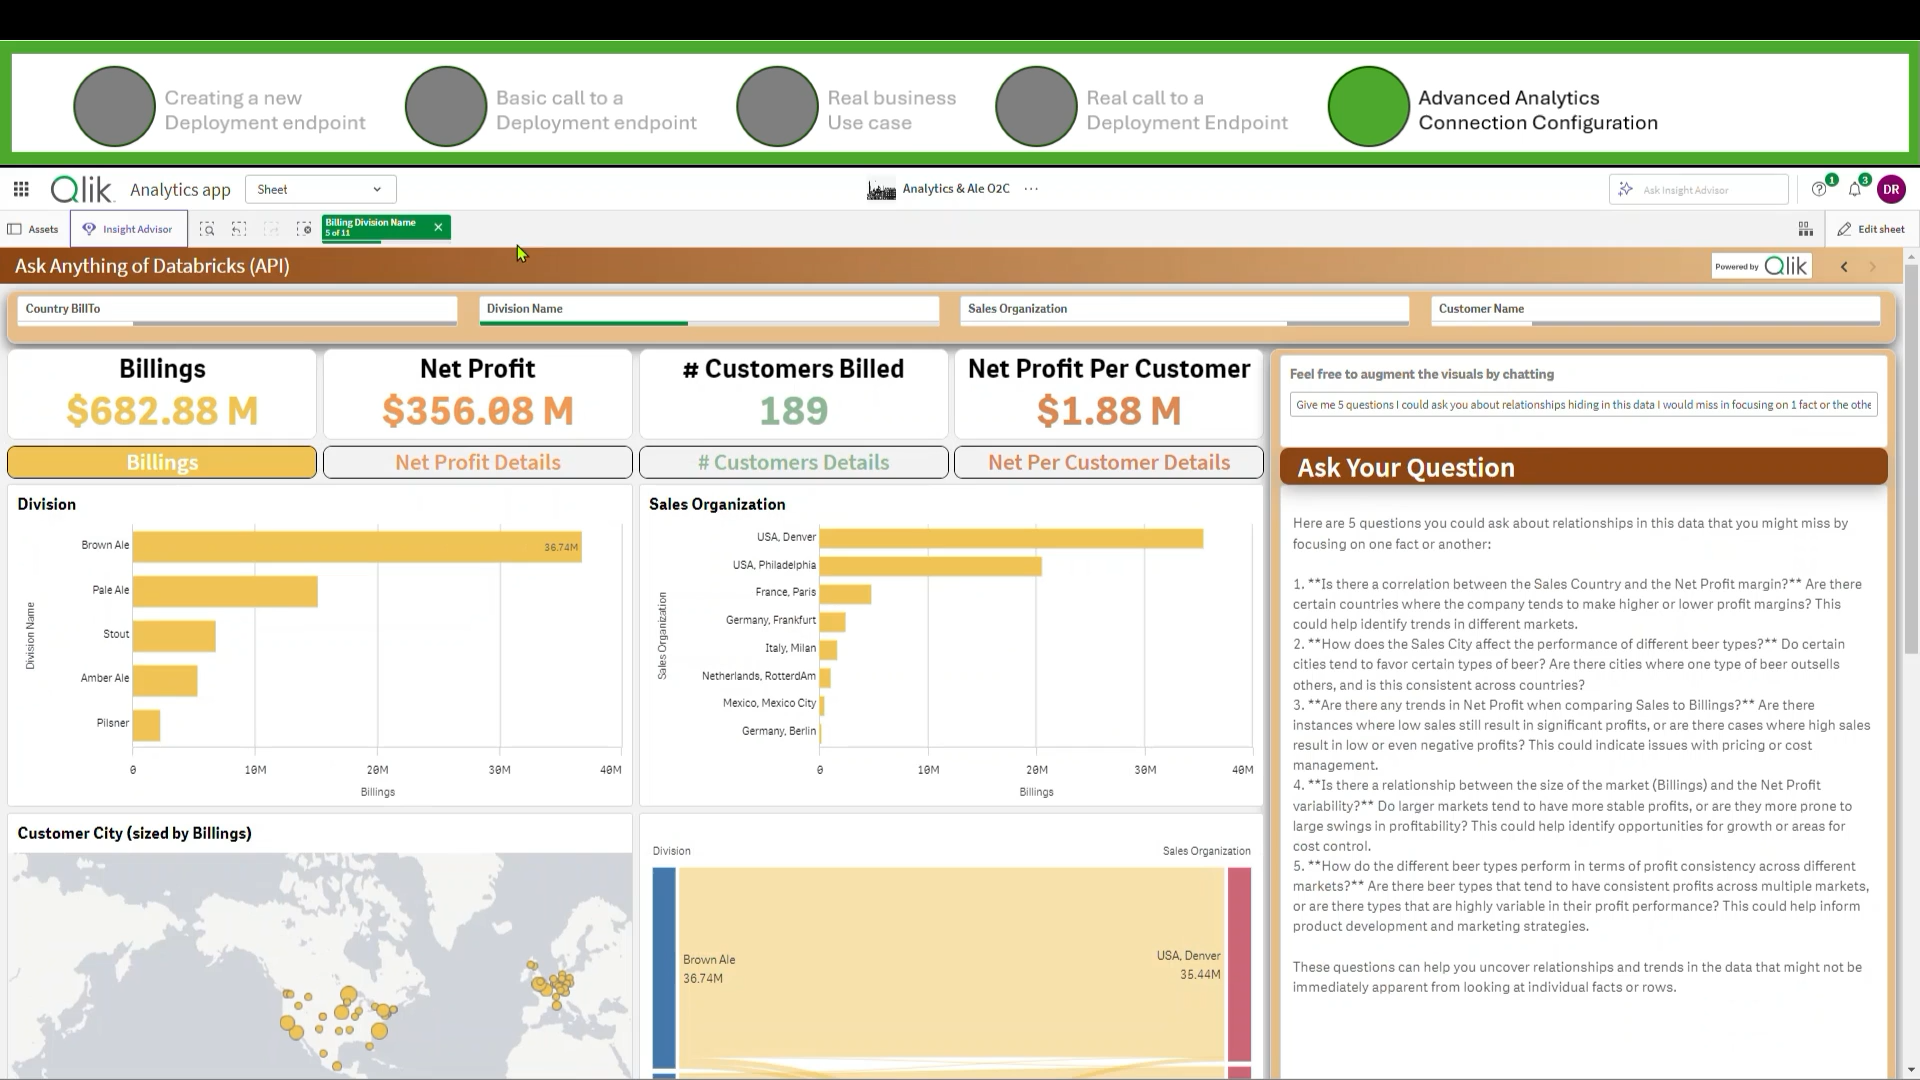 Creating a new
Deployment endpoint
Basic call to a
Deployment endpoint
Real business
Use case
Real call to a
Deployment Endpoint
Advanced Analytics
Connection Configuration
Qlik
Analytics app
Sheet
Analytics & Ale O2C
...
Ask Insight Advisor
1
3
DR
Assets
Insight Advisor
Billing Division Name
5 of 11
Edit sheet
Ask Anything of Databricks (API)
Powered by Qlik
Country BillTo
Division Name
Sales Organization
Customer Name
Billings
$682.88 M
Net Profit
$356.08 M
# Customers Billed
189
Net Profit Per Customer
$1.88 M
Billings
Net Profit Details
# Customers Details
Net Per Customer Details
Division
Division Name
Brown Ale
36.74M
Pale Ale
Stout
Amber Ale
Pilsner
0
10M
20M
30M
40M
Billings
Sales Organization
Sales Organization
USA, Denver
USA, Philadelphia
France, Paris
Germany, Frankfurt
Italy, Milan
Netherlands, RotterdAm
Mexico, Mexico City
Germany, Berlin
0
10M
20M
30M
40M
Billings
Customer City (sized by Billings)
Division
Sales Organization
Brown Ale
36.74M
USA, Denver
35.44M
Feel free to augment the visuals by chatting
Give me 5 questions I could ask you about relationships hiding in this data I would miss in focusing on 1 fact or the othe
Ask Your Question
Here are 5 questions you could ask about relationships in this data that you might miss by
focusing on one fact or another:
1. **Is there a correlation between the Sales Country and the Net Profit margin?** Are there
certain countries where the company tends to make higher or lower profit margins? This
could help identify trends in different markets.
2. **How does the Sales City affect the performance of different beer types?** Do certain
cities tend to favor certain types of beer? Are there cities where one type of beer outsells
others, and is this consistent across countries?
3. **Are there any trends in Net Profit when comparing Sales to Billings?** Are there
instances where low sales still result in significant profits, or are there cases where high sales
result in low or even negative profits? This could indicate issues with pricing or cost
management.
4. **Is there a relationship between the size of the market (Billings) and the Net Profit
variability?** Do larger markets tend to have more stable profits, or are they more prone to
large swings in profitability? This could help identify opportunities for growth or areas for
cost control.
5. **How do the different beer types perform in terms of profit consistency across different
markets?** Are there beer types that tend to have consistent profits across multiple markets,
or are there types that are highly variable in their profit performance? This could help inform
product development and marketing strategies.
These questions can help you uncover relationships and trends in the data that might not be
immediately apparent from looking at individual facts or rows.